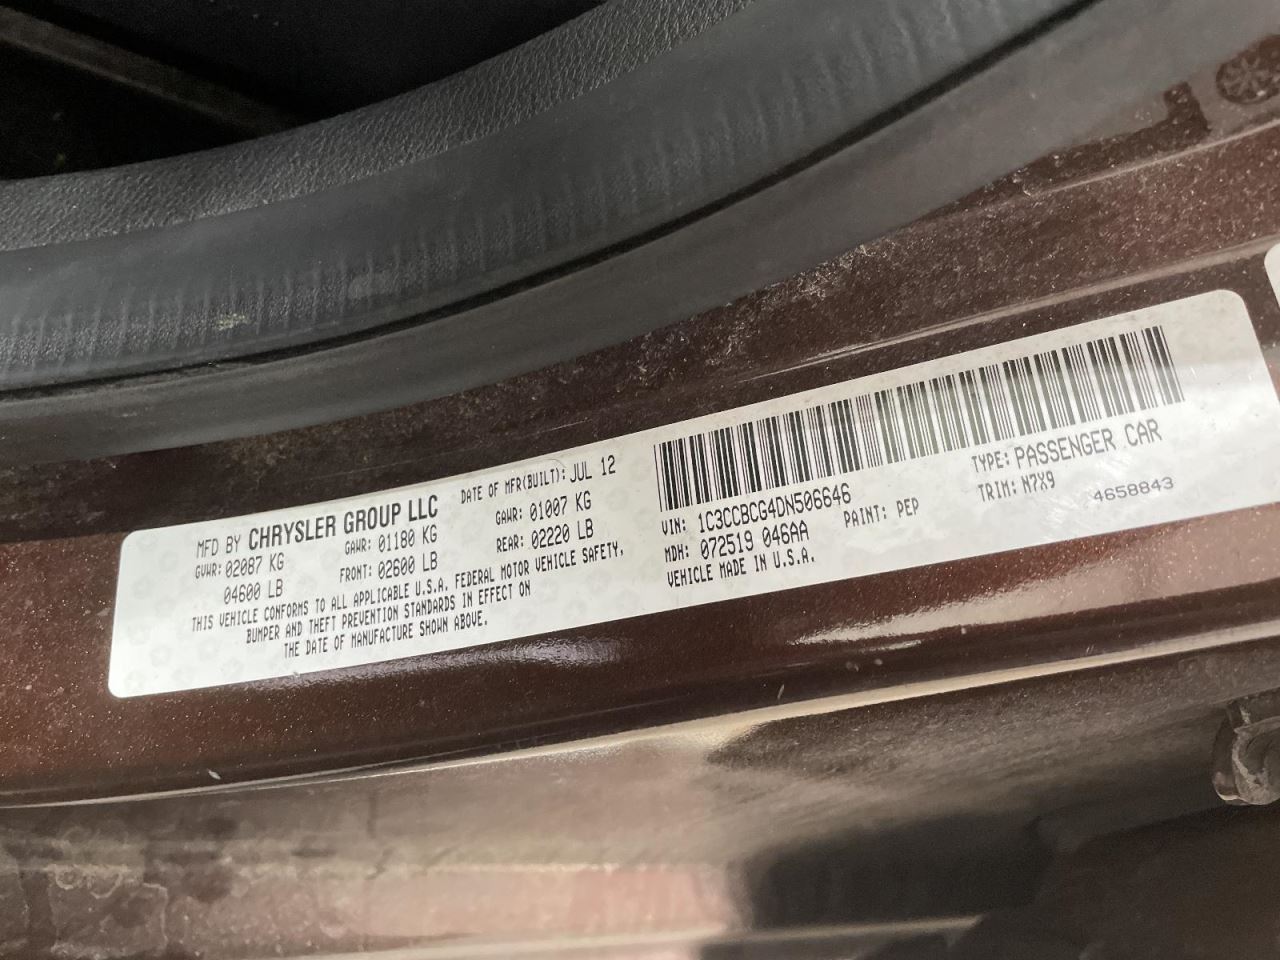 MFD BY CHRYSLER GROUP LLC DATE OF MFR(BUILT): JUL 12
GVWR: 02087 KG GAWR: 01180 KG GAWR: 01007 KG
04600 LB FRONT: 02600 LB REAR: 02220 LB
THIS VEHICLE CONFORMS TO ALL APPLICABLE U.S.A. FEDERAL MOTOR VEHICLE SAFETY,
BUMPER AND THEFT PREVENTION STANDARDS IN EFFECT ON
THE DATE OF MANUFACTURE SHOWN ABOVE.
VIN: 1C3CCBCG4DN506646 TYPE: PASSENGER CAR
MDH: 072519 046AA PAINT: PEP TRIM: N7X9
VEHICLE MADE IN U.S.A. 4658843